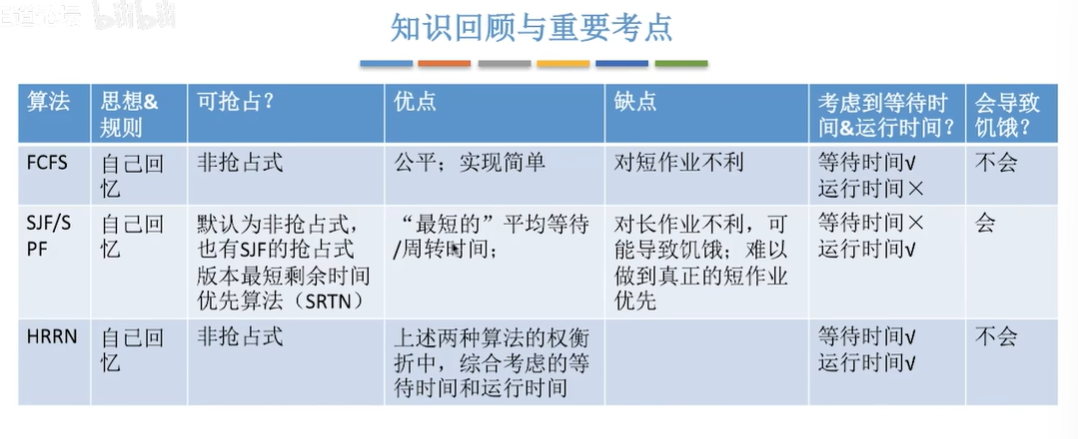 bilibili
知识回顾与重要考点
算法
思想&
规则
可抢占？
优点
缺点
考虑到等待时
间&运行时间？
会导致
饥饿？
FCFS
自己回
忆
非抢占式
公平；实现简单
对短作业不利
等待时间√
运行时间×
不会
SJF/S
PF
自己回
忆
默认为非抢占式，
也有SJF的抢占式
版本最短剩余时间
优先算法（SRTN）
“最短的”平均等待
/周转时间；
对长作业不利，可
能导致饥饿；难以
做到真正的短作业
优先
等待时间×
运行时间√
会
HRRN
自己回
忆
非抢占式
上述两种算法的权衡
折中，综合考虑的等
待时间和运行时间
等待时间√
运行时间√
不会